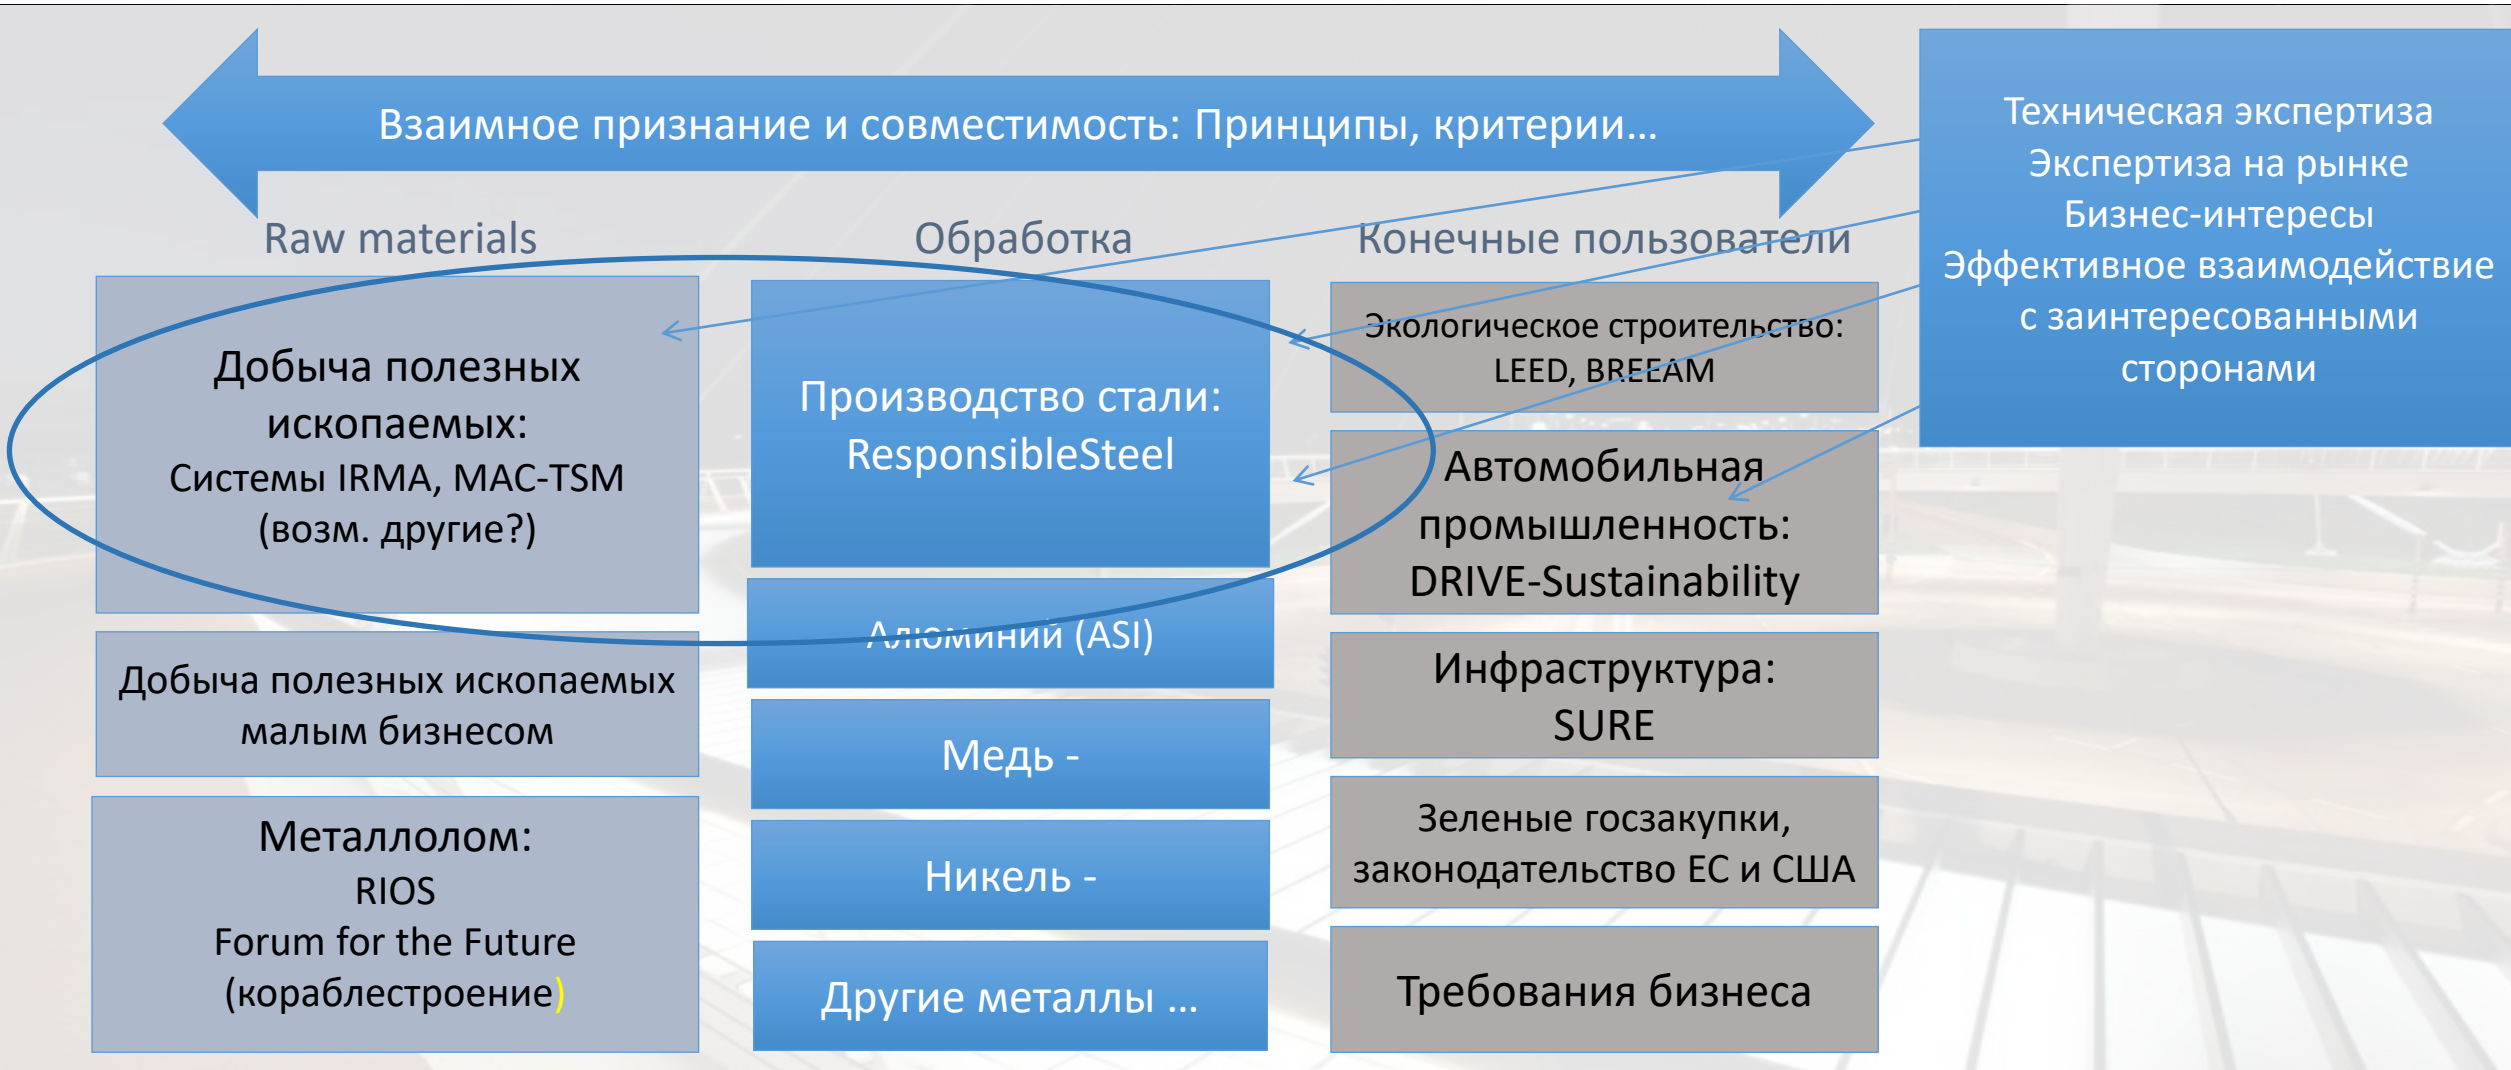 Взаимное признание и совместимость: Принципы, критерии...
Техническая экспертиза
Экспертиза на рынке
Бизнес-интересы
Эффективное взаимодействие
с заинтересованными
сторонами
Raw materials
Добыча полезных
ископаемых:
Системы IRMA, MAC-TSM
(возм. другие?)
Добыча полезных ископаемых
малым бизнесом
Металлолом:
RIOS
Forum for the Future
(кораблестроение)
Обработка
Производство стали:
ResponsibleSteel
Алюминий (ASI)
Медь -
Никель -
Другие металлы ...
Конечные пользователи
Экологическое строительство:
LEED, BREEAM
Автомобильная
промышленность:
DRIVE-Sustainability
Инфраструктура:
SURE
Зеленые госзакупки,
законодательство ЕС и США
Требования бизнеса